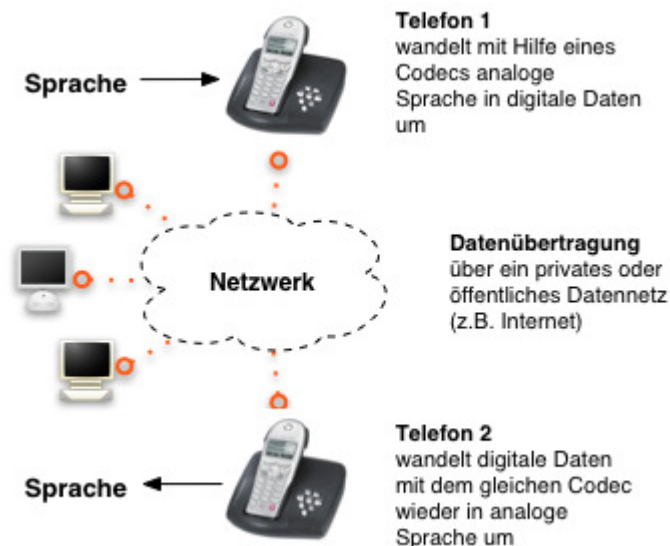 Telefon 1
wandelt mit Hilfe eines
Codecs analoge
Sprache in digitale Daten
um
Sprache
Netzwerk
Datenübertragung
über ein privates oder
öffentliches Datennetz
(z.B. Internet)
Telefon 2
wandelt digitale Daten
mit dem gleichen Codec
wieder in analoge
Sprache um
Sprache